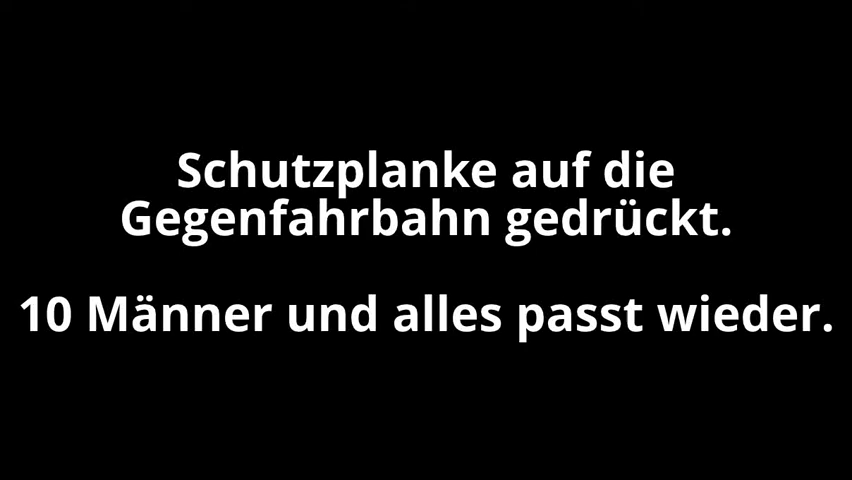 Schutzplanke auf die
Gegenfahrbahn gedrückt.
10 Männer und alles passt wieder.